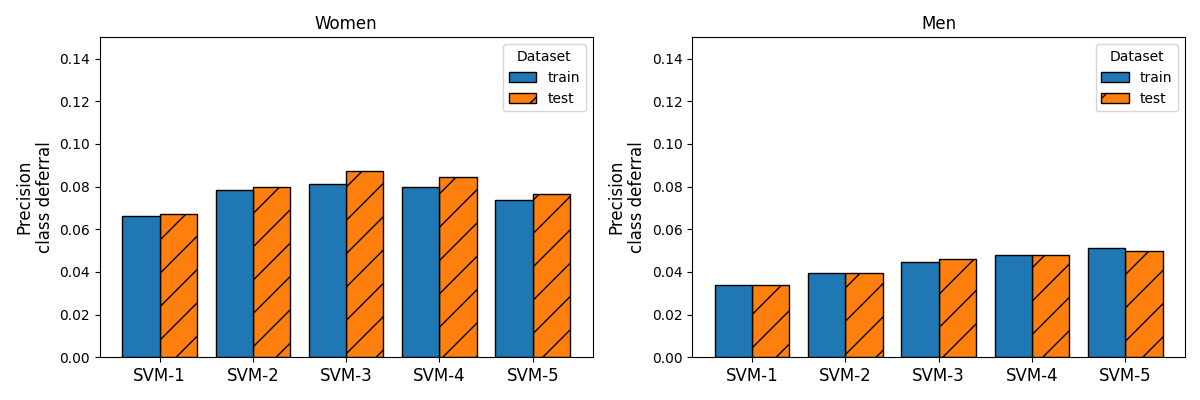 Women
Precision
class deferral
0.14
0.12
0.10
0.08
0.06
0.04
0.02
0.00
Dataset
train
test
SVM-1 SVM-2 SVM-3 SVM-4 SVM-5
Men
Precision
class deferral
0.14
0.12
0.10
0.08
0.06
0.04
0.02
0.00
Dataset
train
test
SVM-1 SVM-2 SVM-3 SVM-4 SVM-5